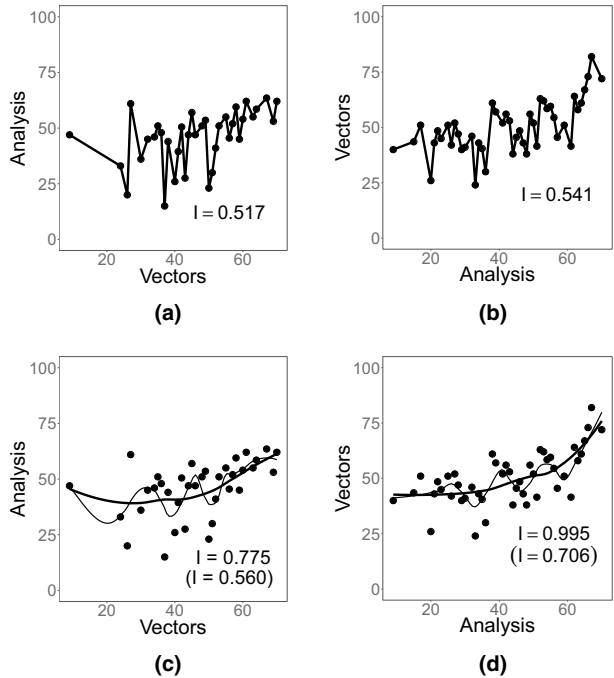 100
75
50
25
0
Analysis
I = 0.517
20 40 60
Vectors
(a)
100
75
50
25
0
Vectors
I = 0.541
20 40 60
Analysis
(b)
100
75
50
25
0
Analysis
I = 0.775
(I = 0.560)
20 40 60
Vectors
(c)
100
75
50
25
0
Vectors
I = 0.995
(I = 0.706)
20 40 60
Analysis
(d)